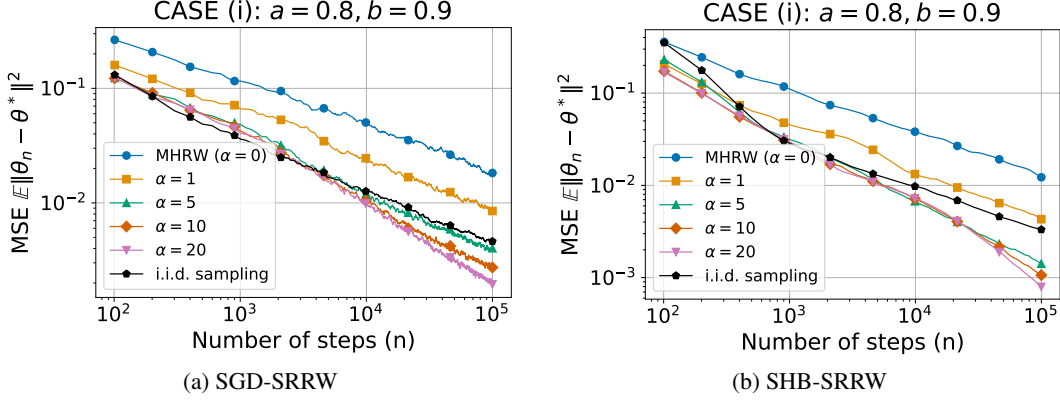 CASE (i): a = 0.8, b = 0.9
MSE 𝔼‖θₙ − θ*‖²
10⁻¹
10⁻²
MHRW (α = 0)
α = 1
α = 5
α = 10
α = 20
i.i.d. sampling
10² 10³ 10⁴ 10⁵
Number of steps (n)
(a) SGD-SRRW
CASE (i): a = 0.8, b = 0.9
MSE 𝔼‖θₙ − θ*‖²
10⁻¹
10⁻²
10⁻³
MHRW (α = 0)
α = 1
α = 5
α = 10
α = 20
i.i.d. sampling
10² 10³ 10⁴ 10⁵
Number of steps (n)
(b) SHB-SRRW